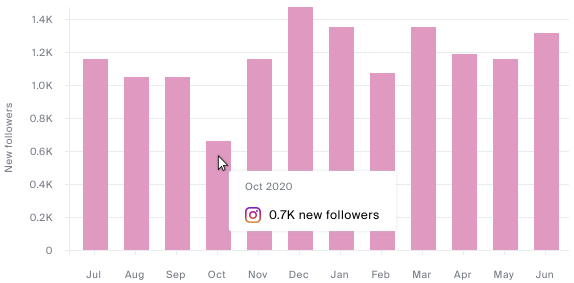 New followers
1.4K
1.2K
1.0K
0.8K
0.6K
0.4K
0.2K
0
Oct 2020
0.7K new followers
Jul Aug Sep Oct Nov Dec Jan Feb Mar Apr May Jun